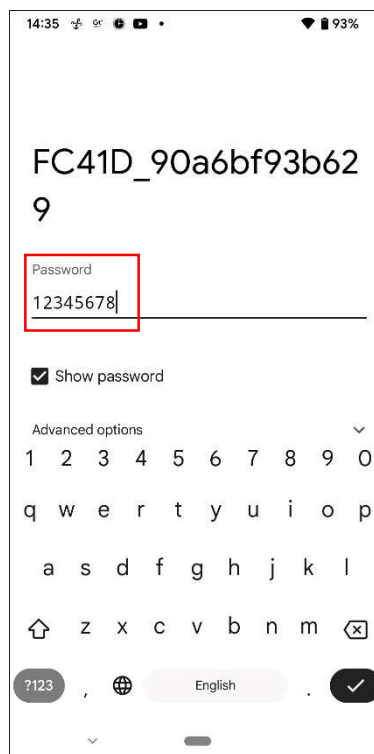 14:35 93%
FC41D_90a6bf93b62
9
Password
12345678
Show password
Advanced options
1 2 3 4 5 6 7 8 9 0
q w e r t y u i o p
a s d f g h j k l
z x c v b n m
?123 , English .